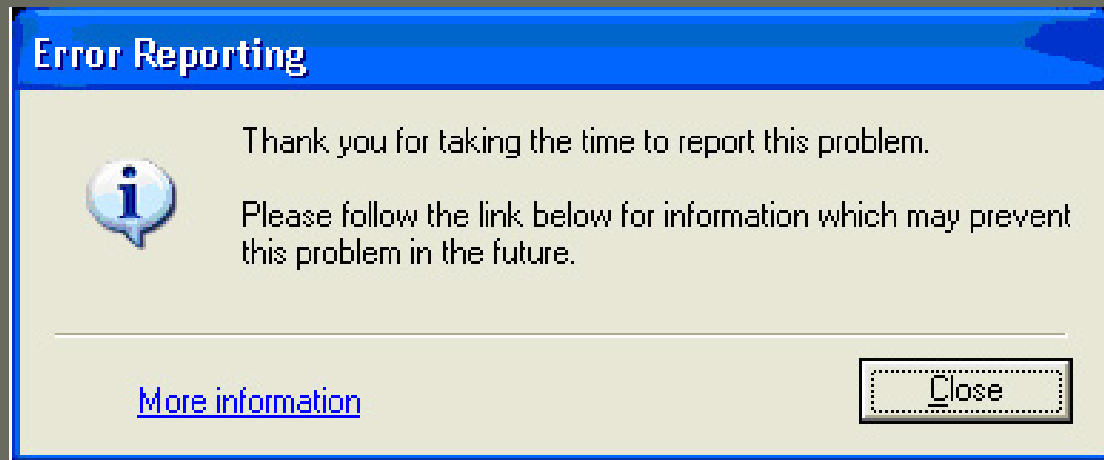 Error Reporting
Thank you for taking the time to report this problem.
Please follow the link below for information which may prevent
this problem in the future.
More information
Close